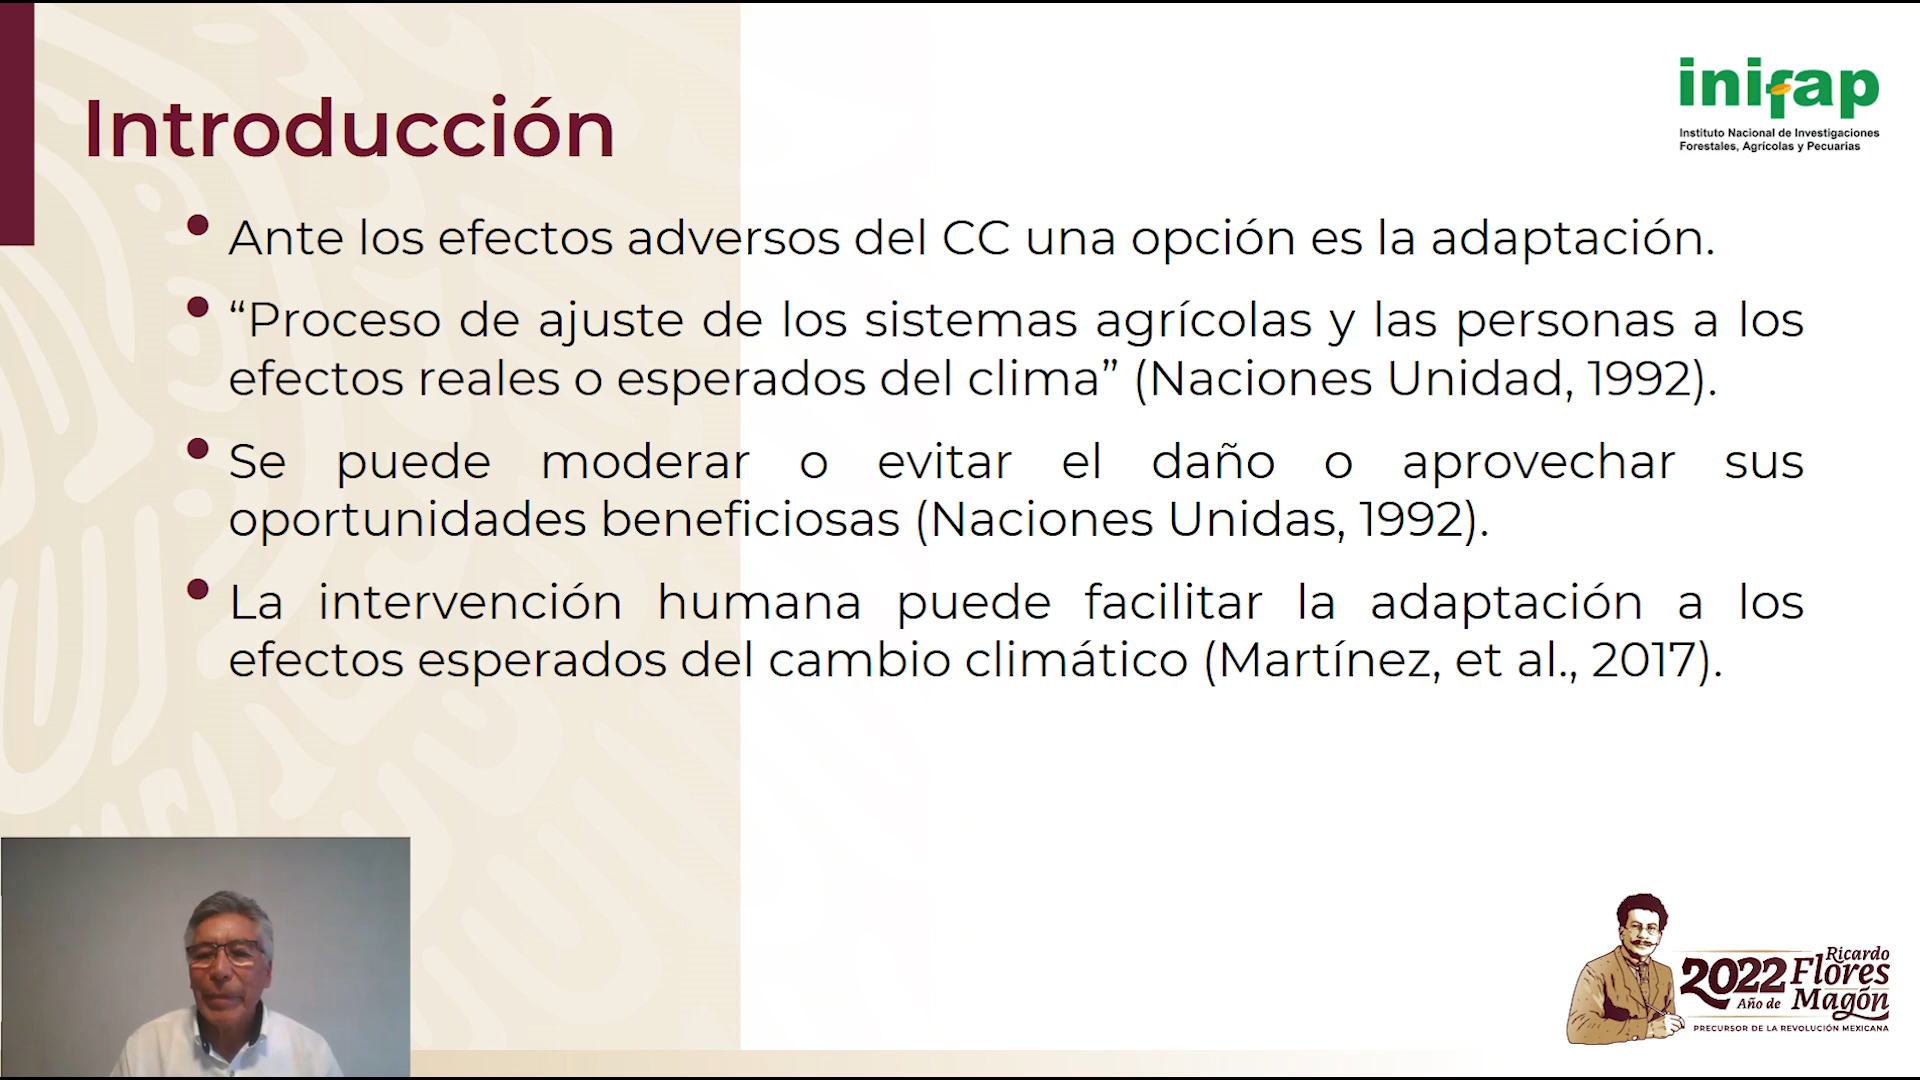 inifap
Instituto Nacional de Investigaciones
Forestales, Agrícolas y Pecuarias
Introducción
• Ante los efectos adversos del CC una opción es la adaptación.
• “Proceso de ajuste de los sistemas agrícolas y las personas a los
efectos reales o esperados del clima” (Naciones Unidad, 1992).
• Se puede moderar o evitar el daño o aprovechar sus
oportunidades beneficiosas (Naciones Unidas, 1992).
• La intervención humana puede facilitar la adaptación a los
efectos esperados del cambio climático (Martínez, et al., 2017).
2022
Año de
Ricardo
Flores
Magón
PRECURSOR DE LA REVOLUCIÓN MEXICANA